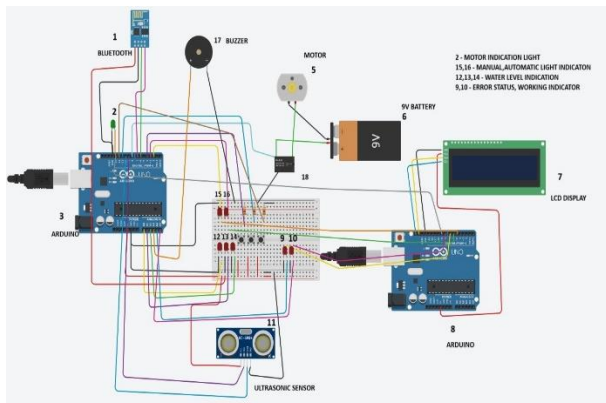 1
BLUETOOTH
17 BUZZER
MOTOR
5
2 - MOTOR INDICATION LIGHT
15,16 - MANUAL,AUTOMATIC LIGHT INDICATON
12,13,14 - WATER LEVEL INDICATION
9,10 - ERROR STATUS, WORKING INDICATOR
2
9V BATTERY
6
9V
18
7
LCD DISPLAY
UNO
3
ARDUINO
15 16
12 13 14
9 10
UNO
8
ARDUINO
11
ULTRASONIC SENSOR